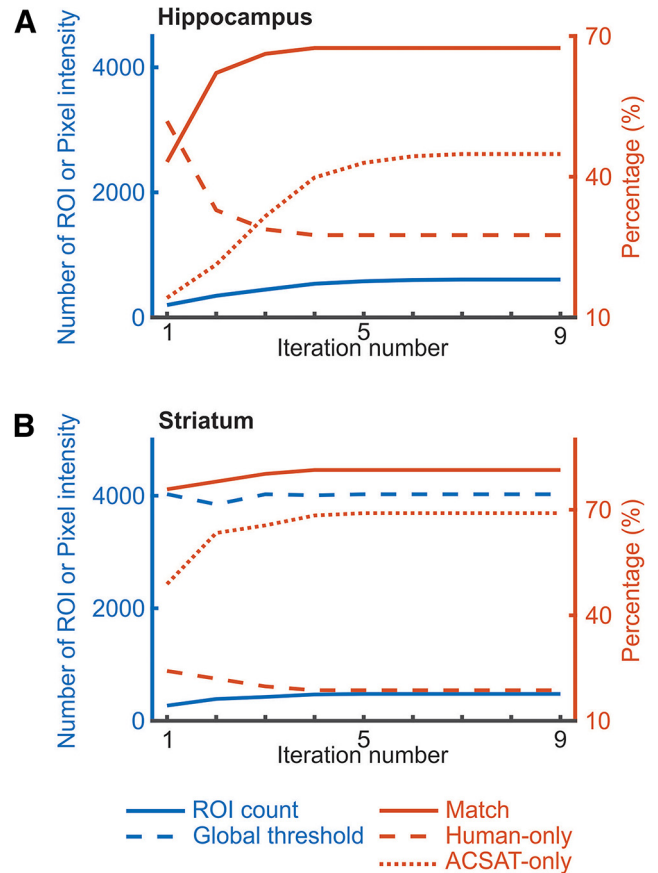 A
Hippocampus
Number of ROI or Pixel intensity
4000
2000
0
70
40
10
Percentage (%)
1
5
9
Iteration number
B
Striatum
Number of ROI or Pixel intensity
4000
2000
0
70
40
10
Percentage (%)
1
5
9
Iteration number
ROI count
Match
Global threshold
Human-only
ACSAT-only